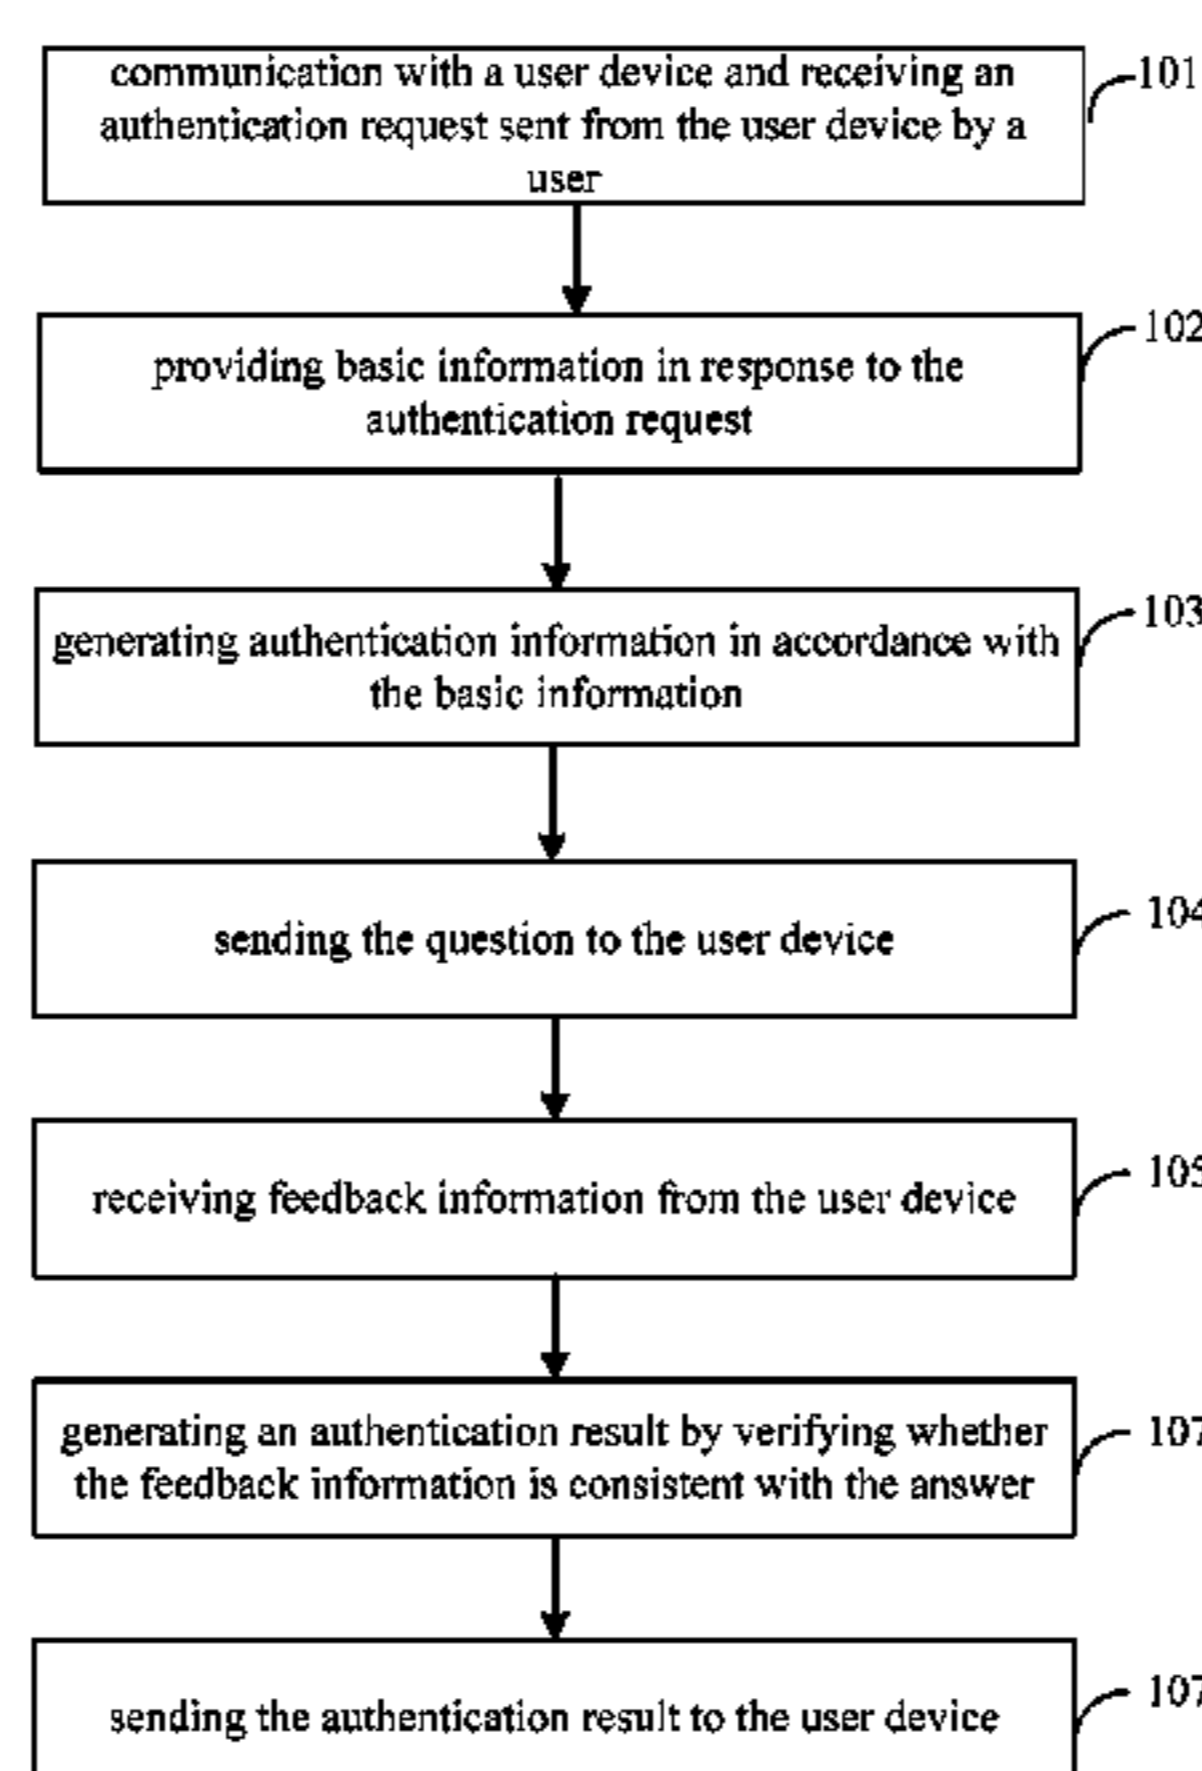 communication with a user device and receiving an
authentication request sent from the user device by a
user
101
providing basic information in response to the
authentication request
102
generating authentication information in accordance with
the basic information
103
sending the question to the user device
104
receiving feedback information from the user device
105
generating an authentication result by verifying whether
the feedback information is consistent with the answer
107
sending the authentication result to the user device
107